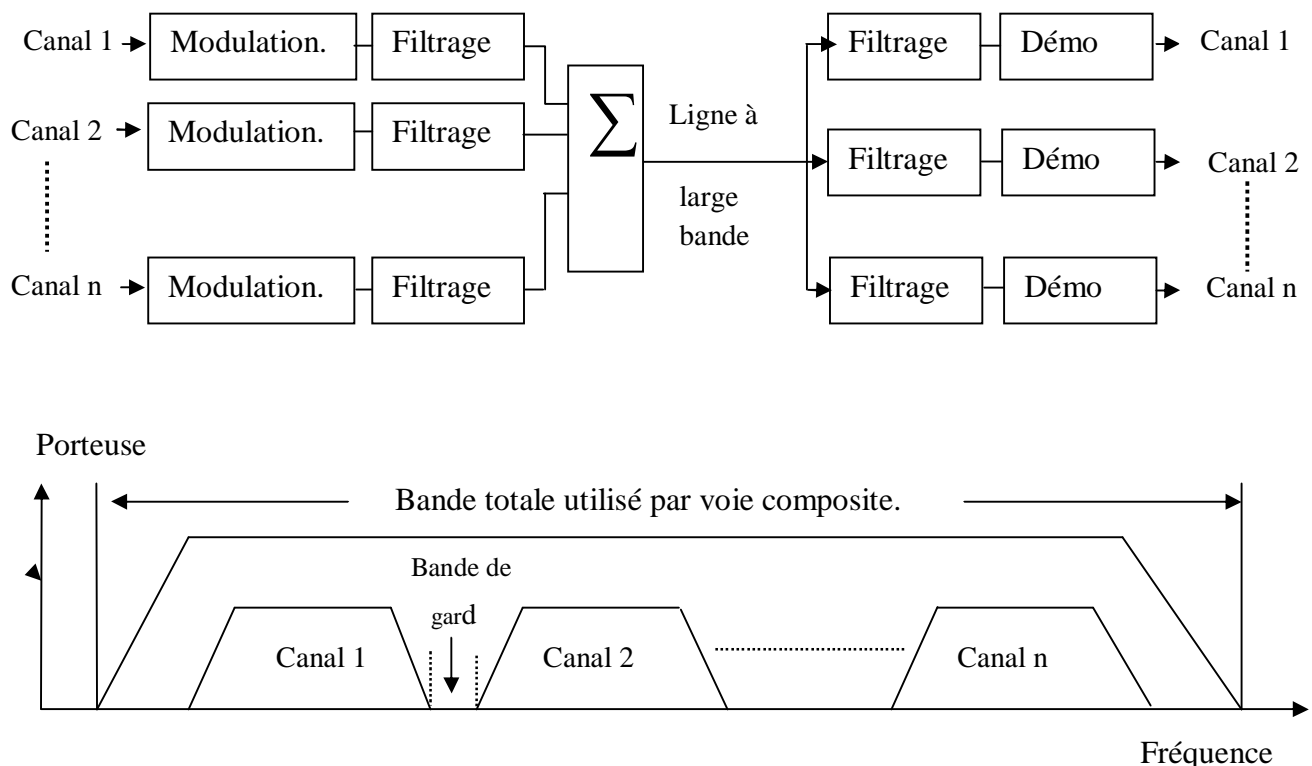 Canal 1 Modulation. Filtrage Filtrage Démo Canal 1
Canal 2 Modulation. Filtrage ∑ Ligne à Filtrage Démo Canal 2
large
bande
Canal n Modulation. Filtrage Filtrage Démo Canal n
Porteuse
Bande totale utilisé par voie composite.
Bande de
gard
Canal 1 Canal 2 Canal n
Fréquence